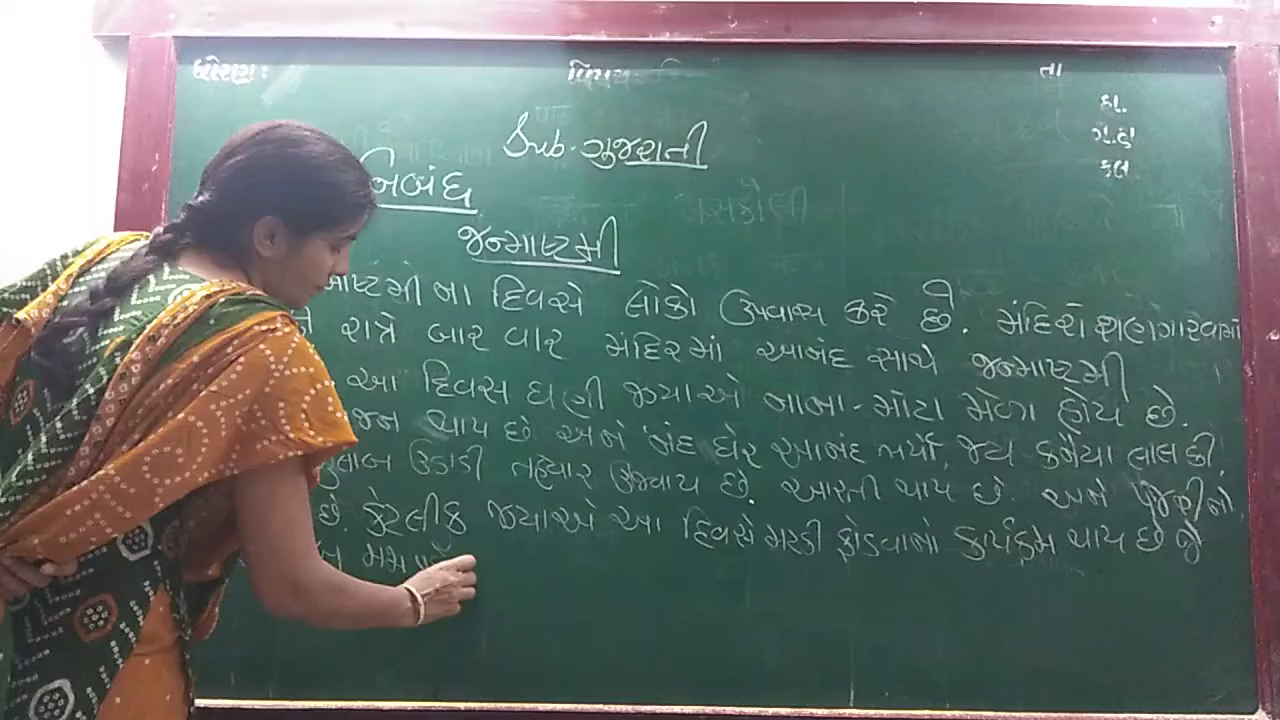 ધોરણ : વિષય તા
હા.
ગે.હા
કુલ
Sub-ગુજરાતી
નિબંધ
જન્માષ્ટમી
માષ્ટમી ના દિવસે લોકો ઉપવાસ કરે છે. મંદિરો શણગારવામાં
રાત્રે બાર વાર મંદિરમાં આનંદ સાથે જન્માષ્ટમી
આ દિવસ ઘણી જગ્યાએ નાના-મોટા મેળા હોય છે.
થાય છે અને નંદ ઘેર આનંદ ભયો, જય કનૈયા લાલ કી,
ગુલાલ ઉડાડી તહેવાર ઉજવાય છે. આરતી થાય છે. અને પંજરીનો
છે. કેટલીક જગ્યાએ આ દિવસે મટકી ફોડવાનો કાર્યક્રમ થાય છે જે